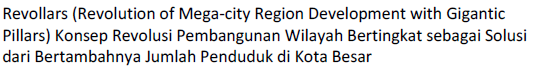 Revollars (Revolution of Mega-city Region Development with Gigantic
Pillars) Konsep Revolusi Pembangunan Wilayah Bertingkat sebagai Solusi
dari Bertambahnya Jumlah Penduduk di Kota Besar